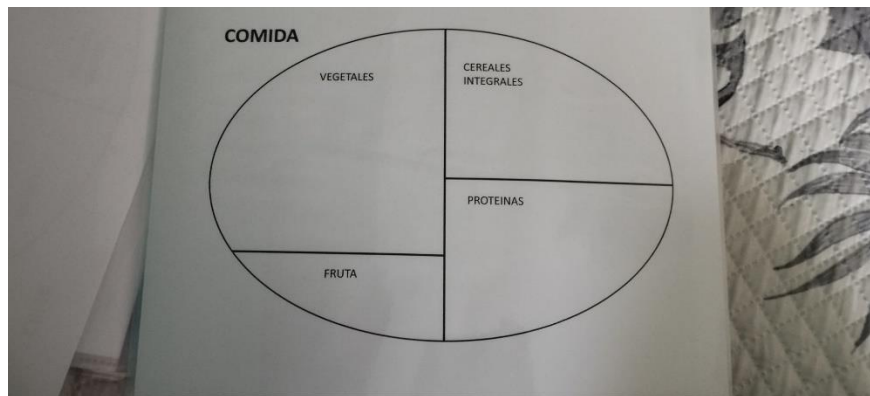 COMIDA
VEGETALES
CEREALES
INTEGRALES
PROTEINAS
FRUTA